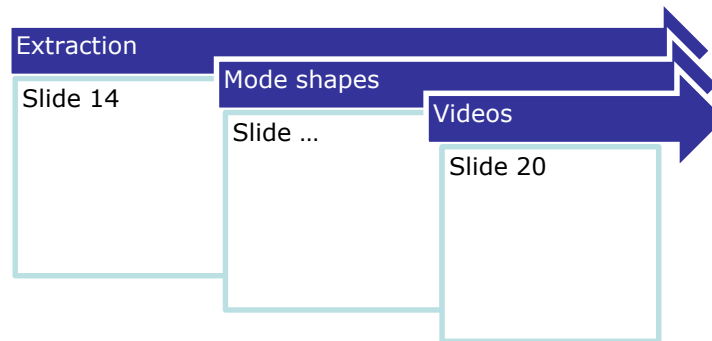 Extraction
Slide 14
Mode shapes
Slide …
Videos
Slide 20